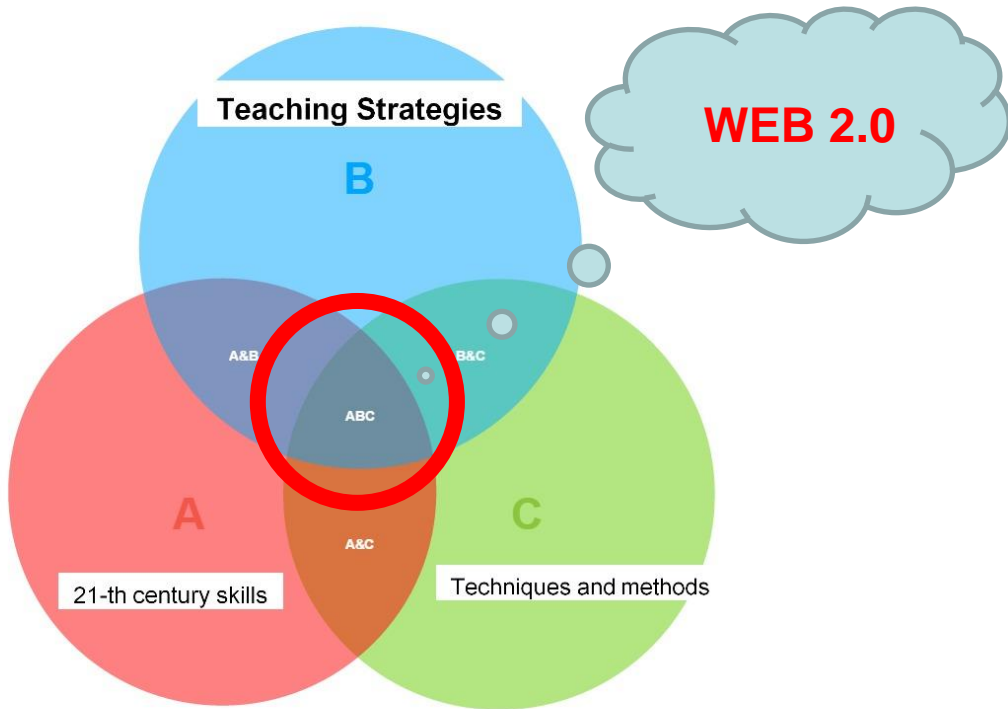 Teaching Strategies
WEB 2.0
B
A&B
B&C
ABC
A
C
A&C
21-th century skills
Techniques and methods